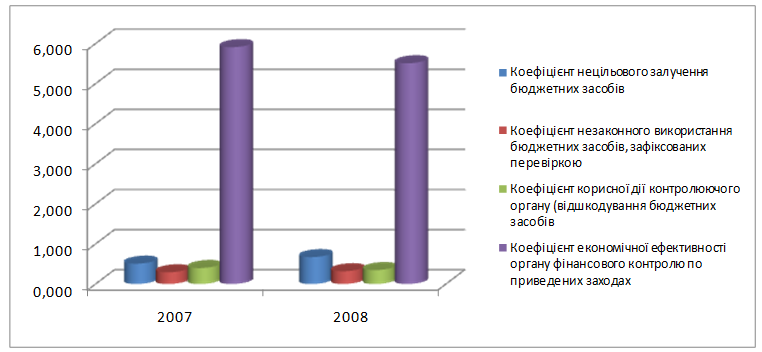 6,000
5,000
4,000
3,000
2,000
1,000
0,000
2007
2008
Коефіцієнт нецільового залучення
бюджетних засобів
Коефіцієнт незаконного використання
бюджетних засобів, зафіксованих
перевіркою
Коефіцієнт корисної дії контролюючого
органу (відшкодування бюджетних
засобів
Коефіцієнт економічної ефективності
органу фінансового контролю по
приведених заходах